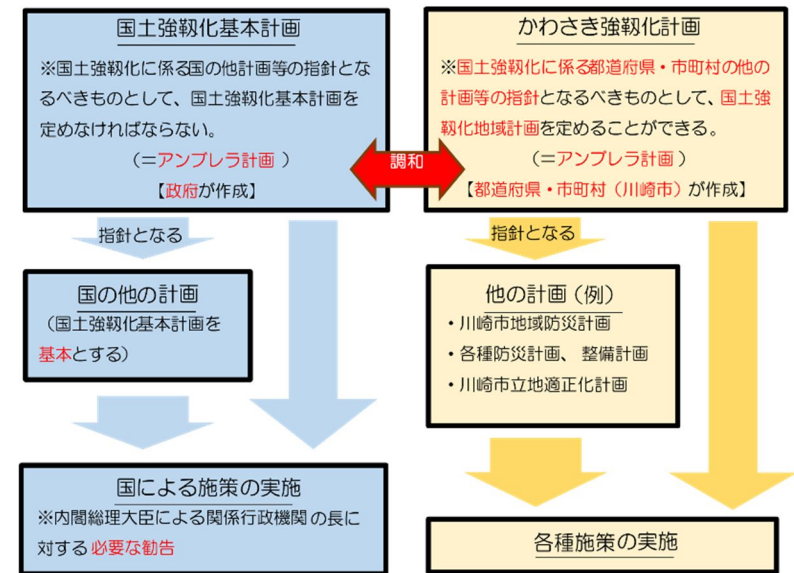 国土強靱化基本計画
※国土強靱化に係る国の他計画等の指針とな
るべきものとして、国土強靱化基本計画を
定めなければならない。
(=アンブレラ計画 )
【政府が作成】
調和
かわさき強靱化計画
※国土強靱化に係る都道府県・市町村の他の
計画等の指針となるべきものとして、国土強
靱化地域計画を定めることができる。
(=アンブレラ計画 )
【都道府県・市町村(川崎市)が作成】
指針となる
国の他の計画
(国土強靱化基本計画を
基本とする)
国による施策の実施
※内閣総理大臣による関係行政機関の長に
対する必要な勧告
指針となる
他の計画(例)
・川崎市地域防災計画
・各種防災計画、整備計画
・川崎市立地適正化計画
各種施策の実施